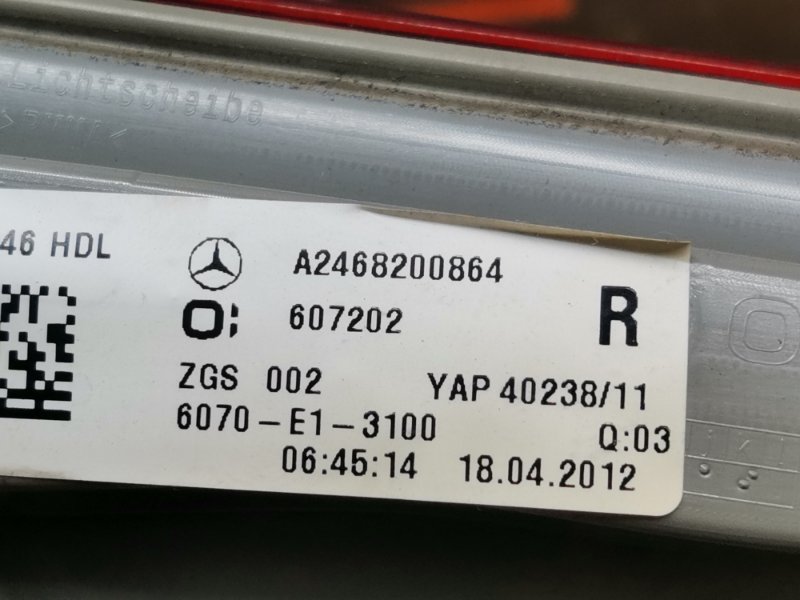 Lichtscheibe
46 HDL
A2468200864
607202
R
ZGS 002
YAP 40238/11
6070-E1-3100
Q:03
06:45:14 18.04.2012